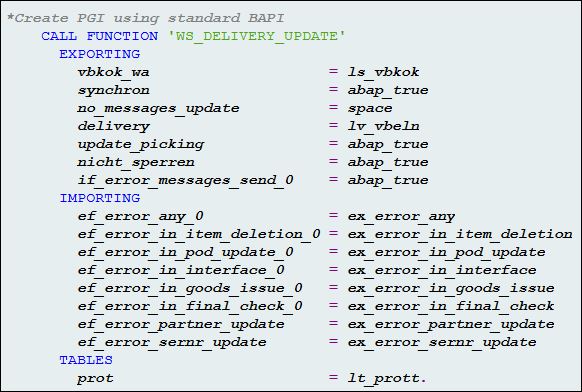 *Create PGI using standard BAPI
CALL FUNCTION 'WS_DELIVERY_UPDATE'
EXPORTING
vbkok_wa = ls_vbkok
synchron = abap_true
no_messages_update = space
delivery = lv_vbeln
update_picking = abap_true
nicht_sperren = abap_true
if_error_messages_send_0 = abap_true
IMPORTING
ef_error_any_0 = ex_error_any
ef_error_in_item_deletion_0 = ex_error_in_item_deletion
ef_error_in_pod_update_0 = ex_error_in_pod_update
ef_error_in_interface_0 = ex_error_in_interface
ef_error_in_goods_issue_0 = ex_error_in_goods_issue
ef_error_in_final_check_0 = ex_error_in_final_check
ef_error_partner_update = ex_error_partner_update
ef_error_sernr_update = ex_error_sernr_update
TABLES
prot = lt_prott.